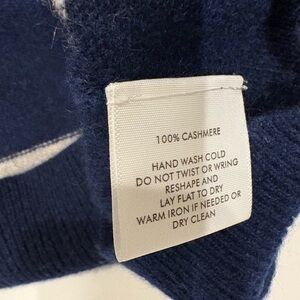 100% CASHMERE
HAND WASH COLD
DO NOT TWIST OR WRING
RESHAPE AND
LAY FLAT TO DRY
WARM IRON IF NEEDED OR
DRY CLEAN